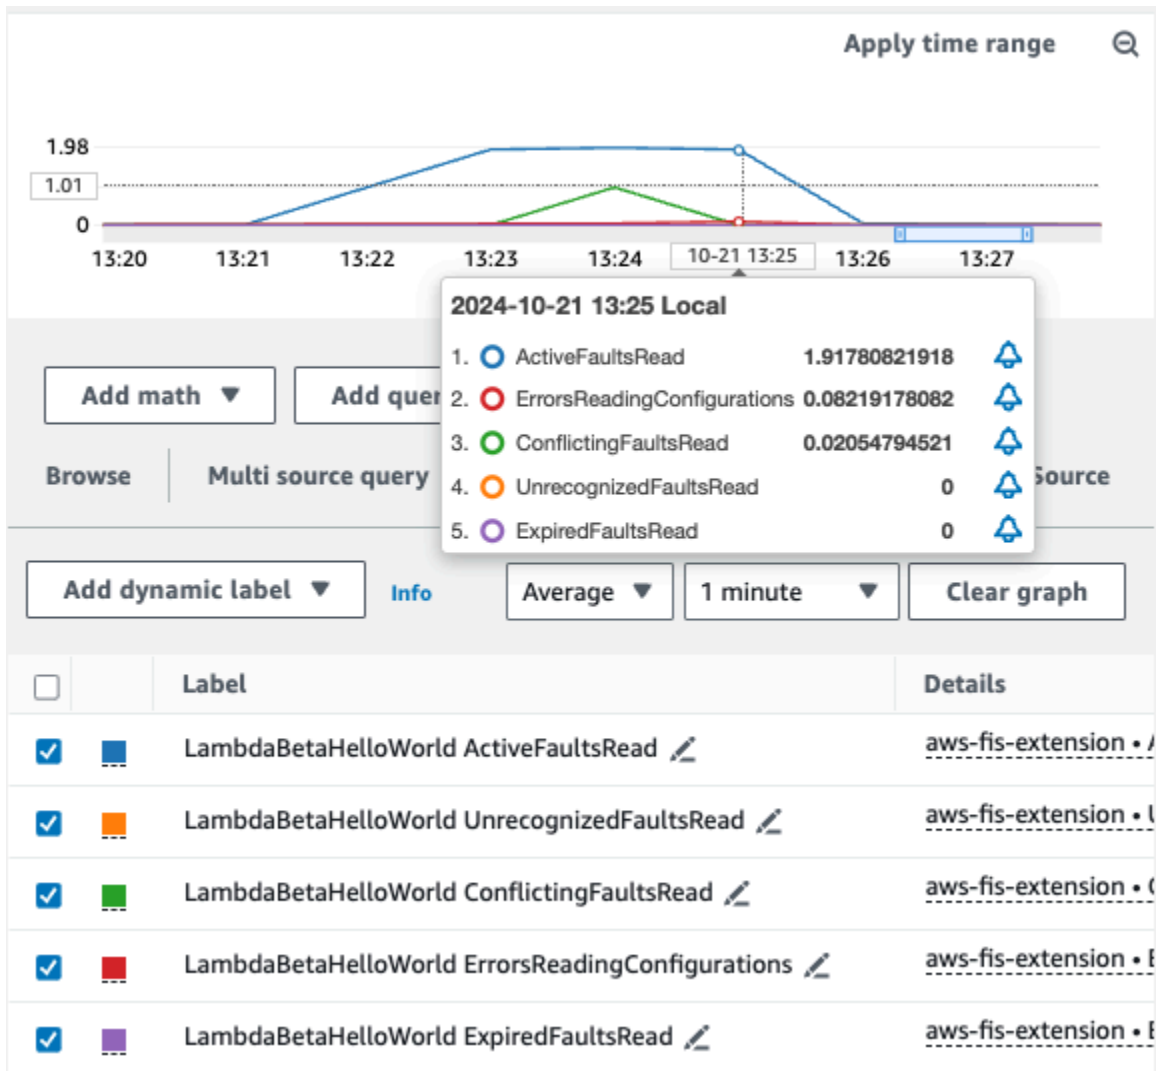 Apply time range
1.98
1.01
0
13:20 13:21 13:22 13:23 13:24 10-21 13:25 13:26 13:27
2024-10-21 13:25 Local
1. ActiveFaultsRead 1.91780821918
2. ErrorsReadingConfigurations 0.08219178082
3. ConflictingFaultsRead 0.02054794521
4. UnrecognizedFaultsRead 0
5. ExpiredFaultsRead 0
Add math Add quer
Browse Multi source query Source
Add dynamic label Info Average 1 minute Clear graph
Label Details
LambdaBetaHelloWorld ActiveFaultsRead aws-fis-extension •
LambdaBetaHelloWorld UnrecognizedFaultsRead aws-fis-extension •
LambdaBetaHelloWorld ConflictingFaultsRead aws-fis-extension •
LambdaBetaHelloWorld ErrorsReadingConfigurations aws-fis-extension •
LambdaBetaHelloWorld ExpiredFaultsRead aws-fis-extension •